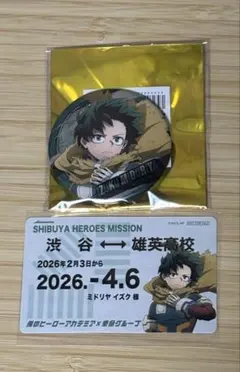 IZUKU MIDORIYA
SHIBUYA HEROES MISSION
渋 谷 ⟷ 雄英高校
2026年2月3日から
2026.-4.6
ミドリヤ イズク 様
僕のヒーローアカデミア×東急グループ